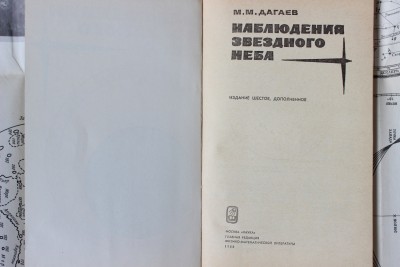 М. М. ДАГАЕВ
НАБЛЮДЕНИЯ
ЗВЕЗДНОГО
НЕБА
ИЗДАНИЕ ШЕСТОЕ, ДОПОЛНЕННОЕ
МОСКВА «НАУКА»
ГЛАВНАЯ РЕДАКЦИЯ
ФИЗИКО-МАТЕМАТИЧЕСКОЙ ЛИТЕРАТУРЫ